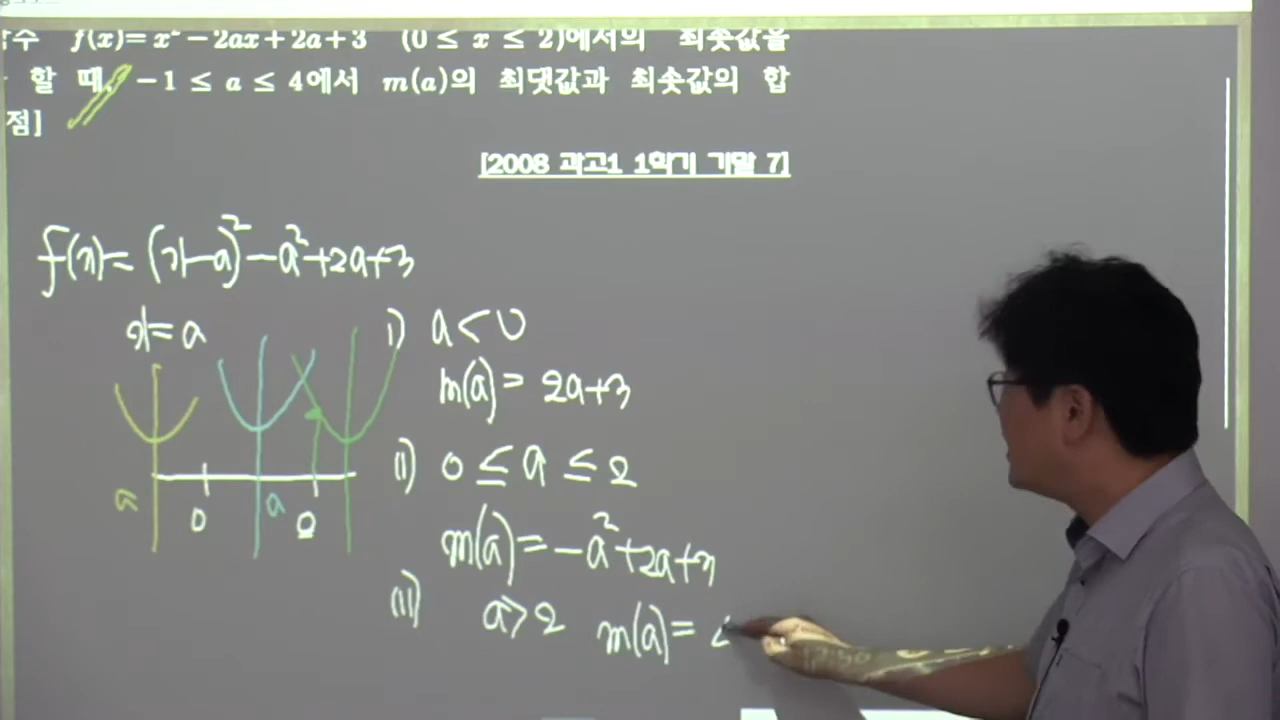 f(x) = x² − 2ax + 2a + 3 (0 ≤ x ≤ 2)에서의 최솟값을
할 때, −1 ≤ a ≤ 4에서 m(a)의 최댓값과 최솟값의 합
점]
[2008 과고1 1학기 기말 7]
f(x) = (x−a)² − a² + 2a + 3
x = a
i) a < 0
m(a) = 2a+3
ii) 0 ≤ a ≤ 2
a 0 a 2
m(a) = −a² + 2a + 3
iii) a > 2 m(a) =